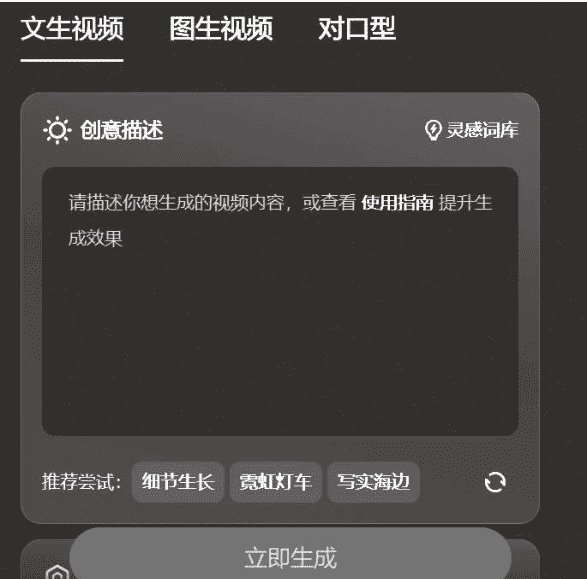 文生视频 图生视频 对口型
创意描述 灵感词库
请描述你想生成的视频内容，或查看 使用指南 提升生
成效果
推荐尝试： 细节生长 霓虹灯车 写实海边
立即生成